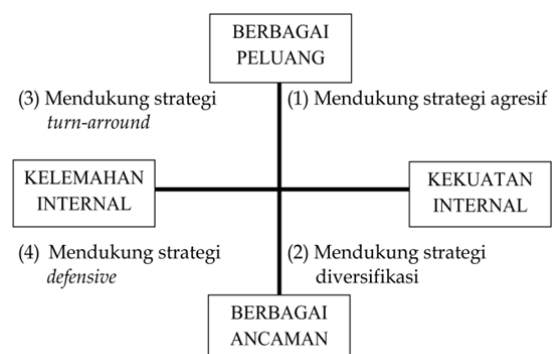 BERBAGAI
PELUANG
(3) Mendukung strategi
turn-arround
(1) Mendukung strategi agresif
KELEMAHAN
INTERNAL
KEKUATAN
INTERNAL
(4) Mendukung strategi
defensive
(2) Mendukung strategi
diversifikasi
BERBAGAI
ANCAMAN